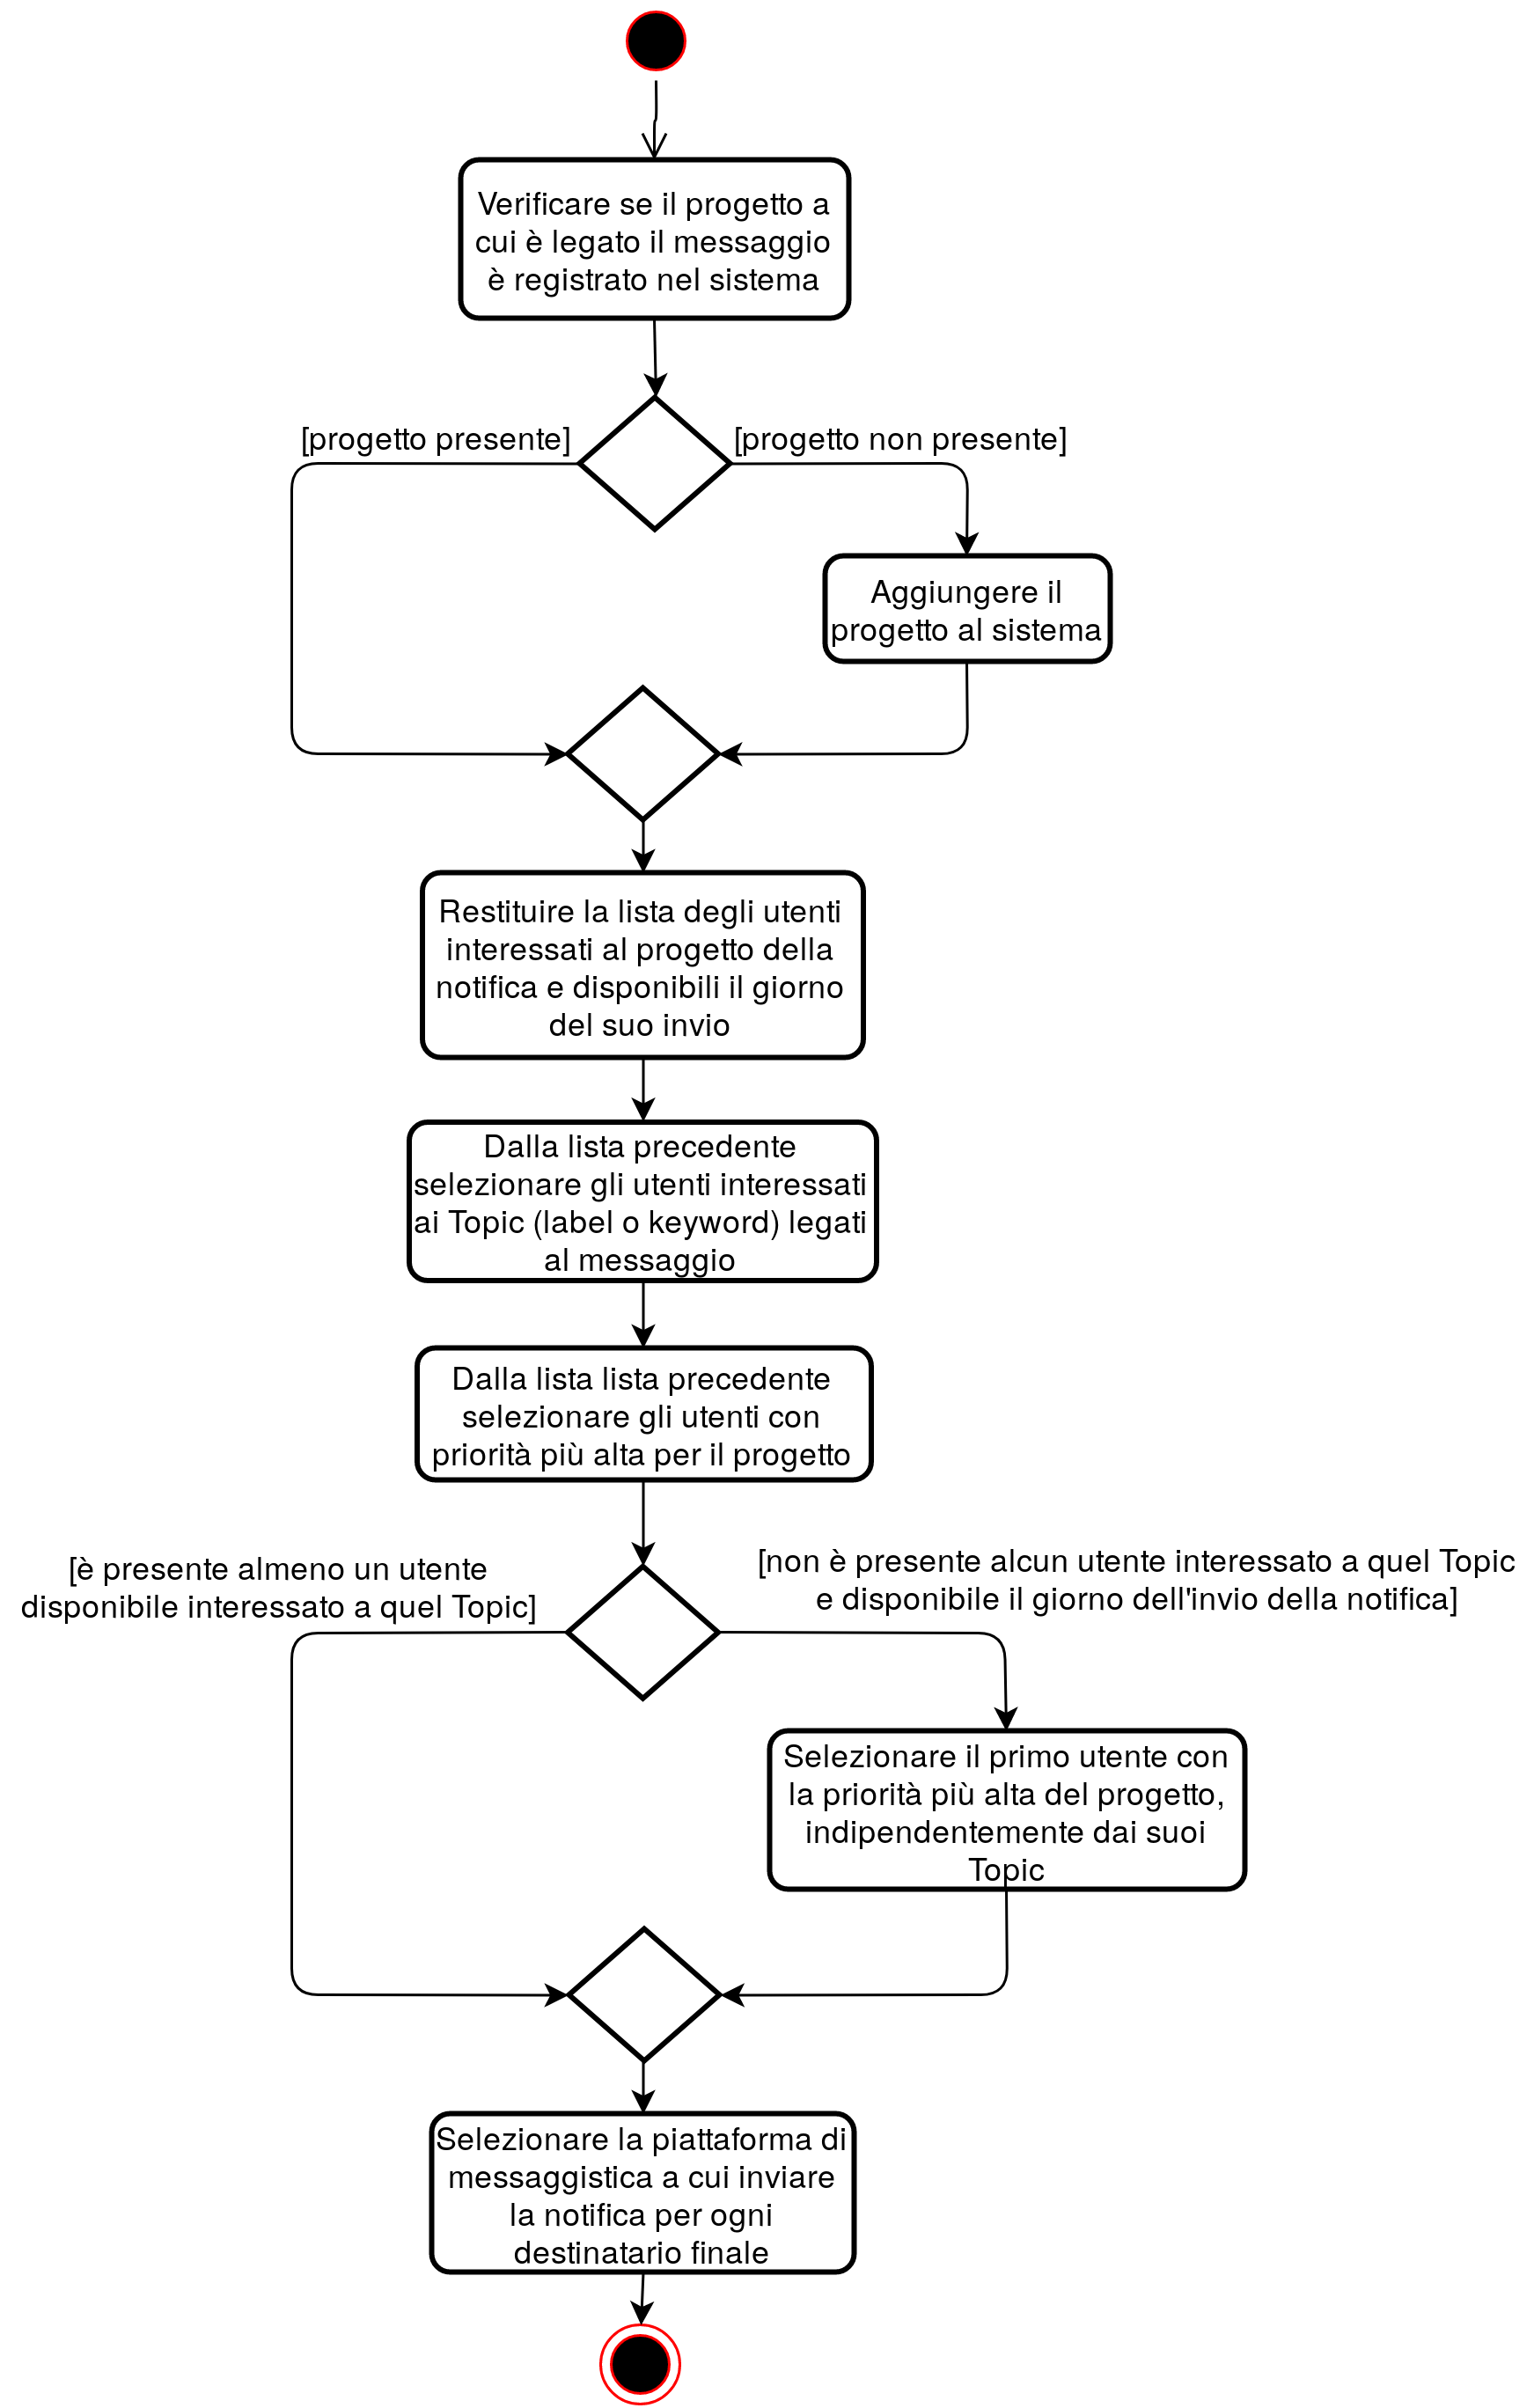 Verificare se il progetto a
cui è legato il messaggio
è registrato nel sistema
[progetto presente]
[progetto non presente]
Aggiungere il
progetto al sistema
Restituire la lista degli utenti
interessati al progetto della
notifica e disponibili il giorno
del suo invio
Dalla lista precedente
selezionare gli utenti interessati
ai Topic (label o keyword) legati
al messaggio
Dalla lista lista precedente
selezionare gli utenti con
priorità più alta per il progetto
[è presente almeno un utente
disponibile interessato a quel Topic]
[non è presente alcun utente interessato a quel Topic
e disponibile il giorno dell'invio della notifica]
Selezionare il primo utente con
la priorità più alta del progetto,
indipendentemente dai suoi
Topic
Selezionare la piattaforma di
messaggistica a cui inviare
la notifica per ogni
destinatario finale